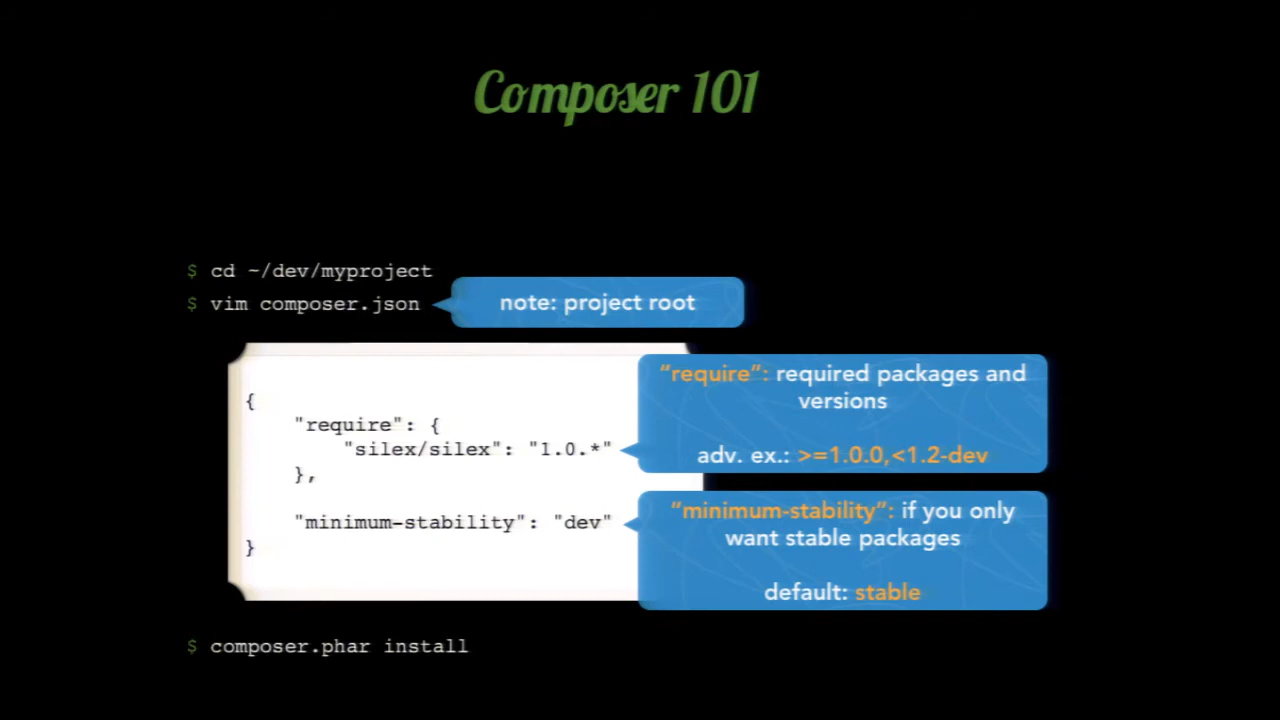 Composer 101
$ cd ~/dev/myproject
$ vim composer.json
note: project root
{
"require": {
"silex/silex": "1.0.*"
},
"minimum-stability": "dev"
}
“require”: required packages and
versions
adv. ex.: >=1.0.0,<1.2-dev
“minimum-stability”: if you only
want stable packages
default: stable
$ composer.phar install